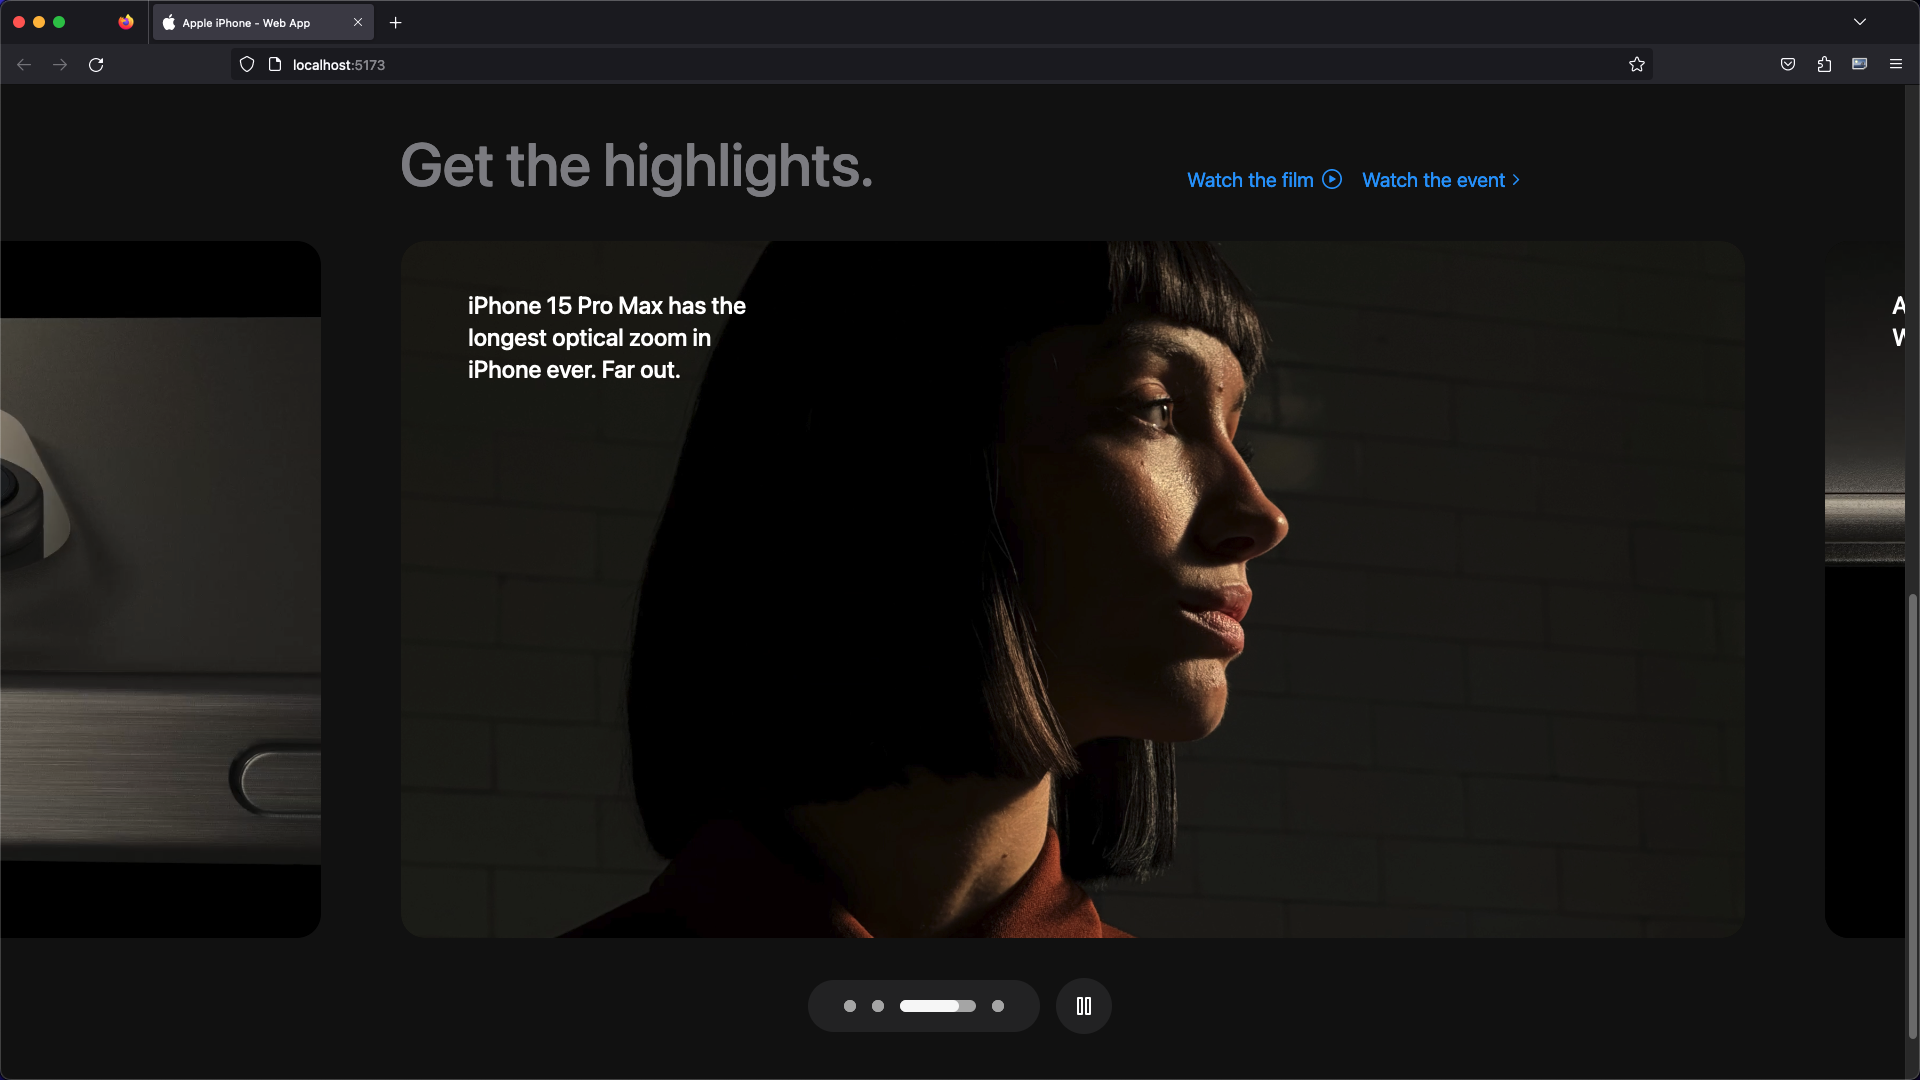 Apple iPhone - Web App
localhost:5173
Get the highlights.
Watch the film
Watch the event
iPhone 15 Pro Max has the
longest optical zoom in
iPhone ever. Far out.
A